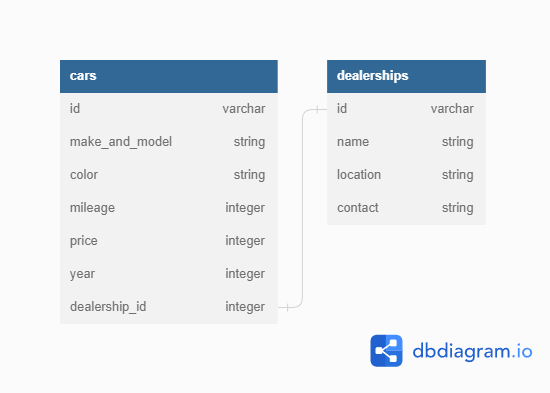 cars
id varchar
make_and_model string
color string
mileage integer
price integer
year integer
dealership_id integer
dealerships
id varchar
name string
location string
contact string
dbdiagram.io